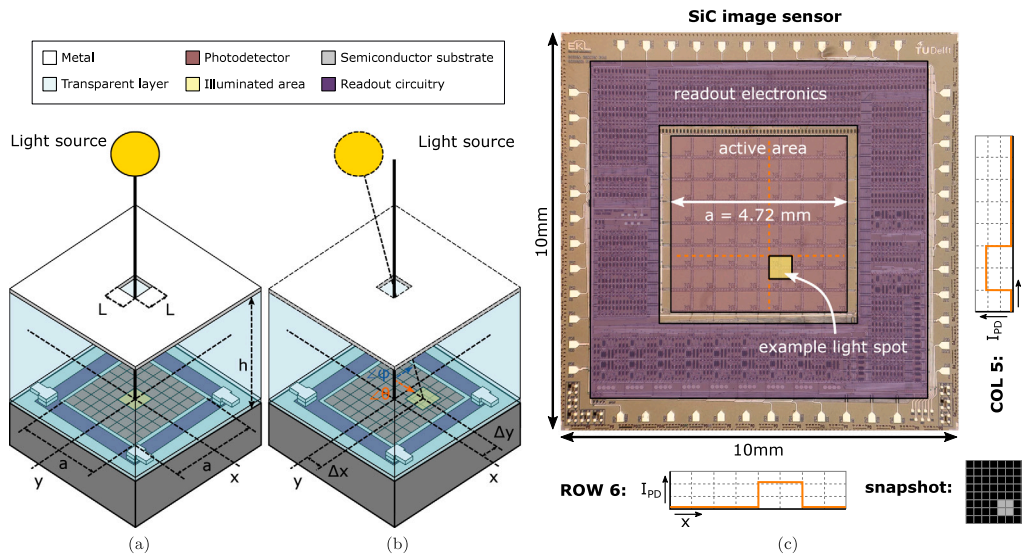 SiC image sensor
Metal
Photodetector
Semiconductor substrate
Transparent layer
Illuminated area
Readout circuitry
Light source
L
L
h
a
a
y
x
(a)
Light source
∠φ
∠θ
Δx
Δy
y
x
(b)
EKL
TUDelft
readout electronics
active area
a = 4.72 mm
example light spot
10mm
10mm
I_PD
COL 5:
y
ROW 6:
I_PD
x
snapshot:
(c)